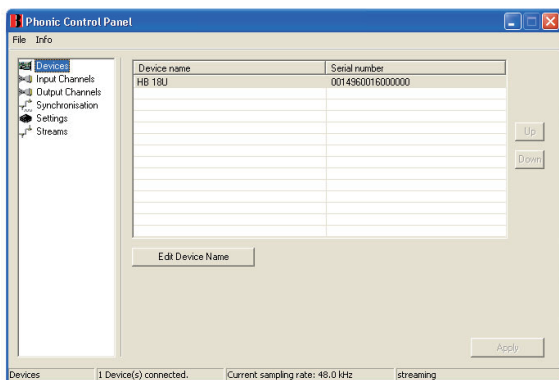 Phonic Control Panel
File Info
Devices
Input Channels
Output Channels
Synchronisation
Settings
Streams
Device name Serial number
HB 18U 0014960016000000
Up
Down
Edit Device Name
Apply
Devices 1 Device(s) connected. Current sampling rate: 48.0 kHz streaming